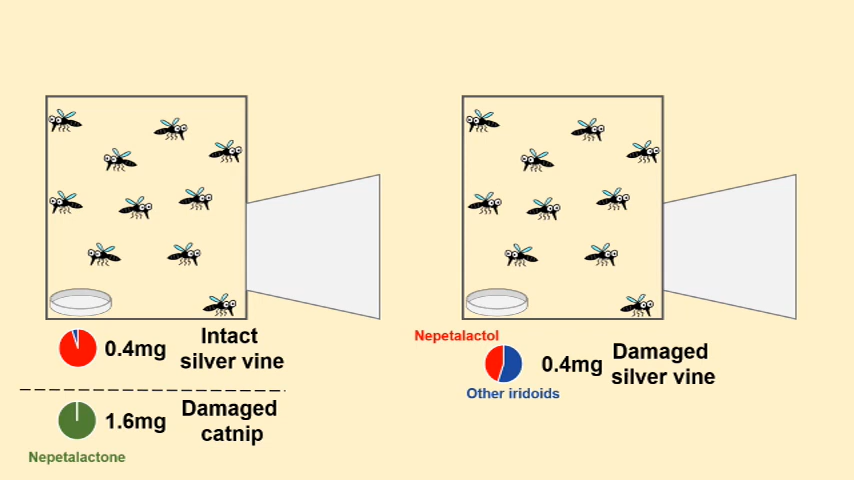 0.4mg
Intact
silver vine
1.6mg
Damaged
catnip
Nepetalactone
Nepetalactol
0.4mg
Damaged
silver vine
Other iridoids